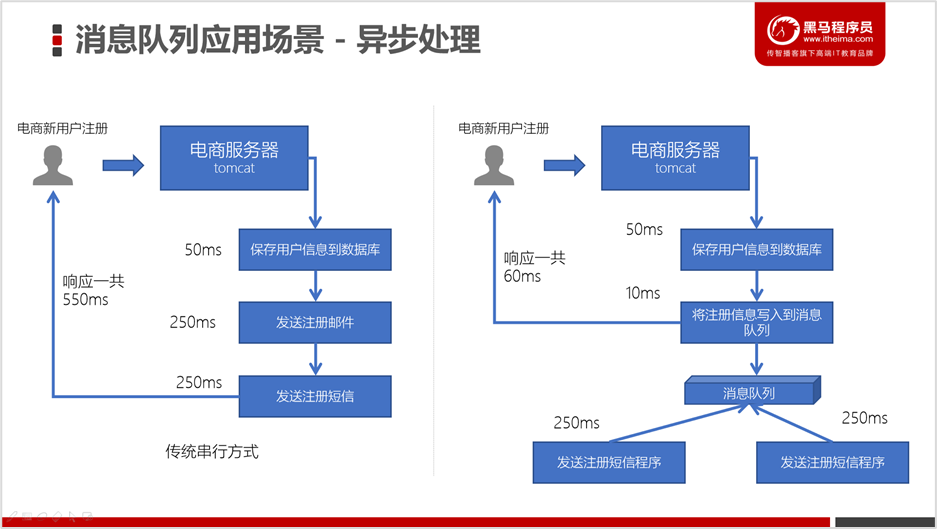 消息队列应用场景 - 异步处理
黑马程序员
www.itheima.com
传智播客旗下高端IT教育品牌
电商新用户注册
电商服务器
tomcat
50ms
保存用户信息到数据库
响应一共
550ms
250ms
发送注册邮件
250ms
发送注册短信
传统串行方式
电商新用户注册
电商服务器
tomcat
50ms
保存用户信息到数据库
响应一共
60ms
10ms
将注册信息写入到消息
队列
消息队列
250ms
250ms
发送注册短信程序
发送注册短信程序